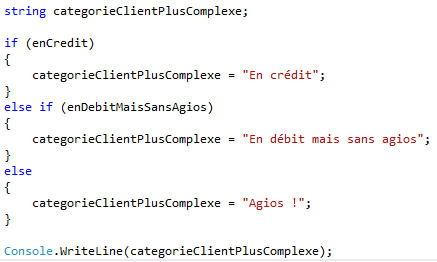 string categorieClientPlusComplexe;
if (enCredit)
{
categorieClientPlusComplexe = "En crédit";
}
else if (enDebitMaisSansAgios)
{
categorieClientPlusComplexe = "En débit mais sans agios";
}
else
{
categorieClientPlusComplexe = "Agios !";
}
Console.WriteLine(categorieClientPlusComplexe);